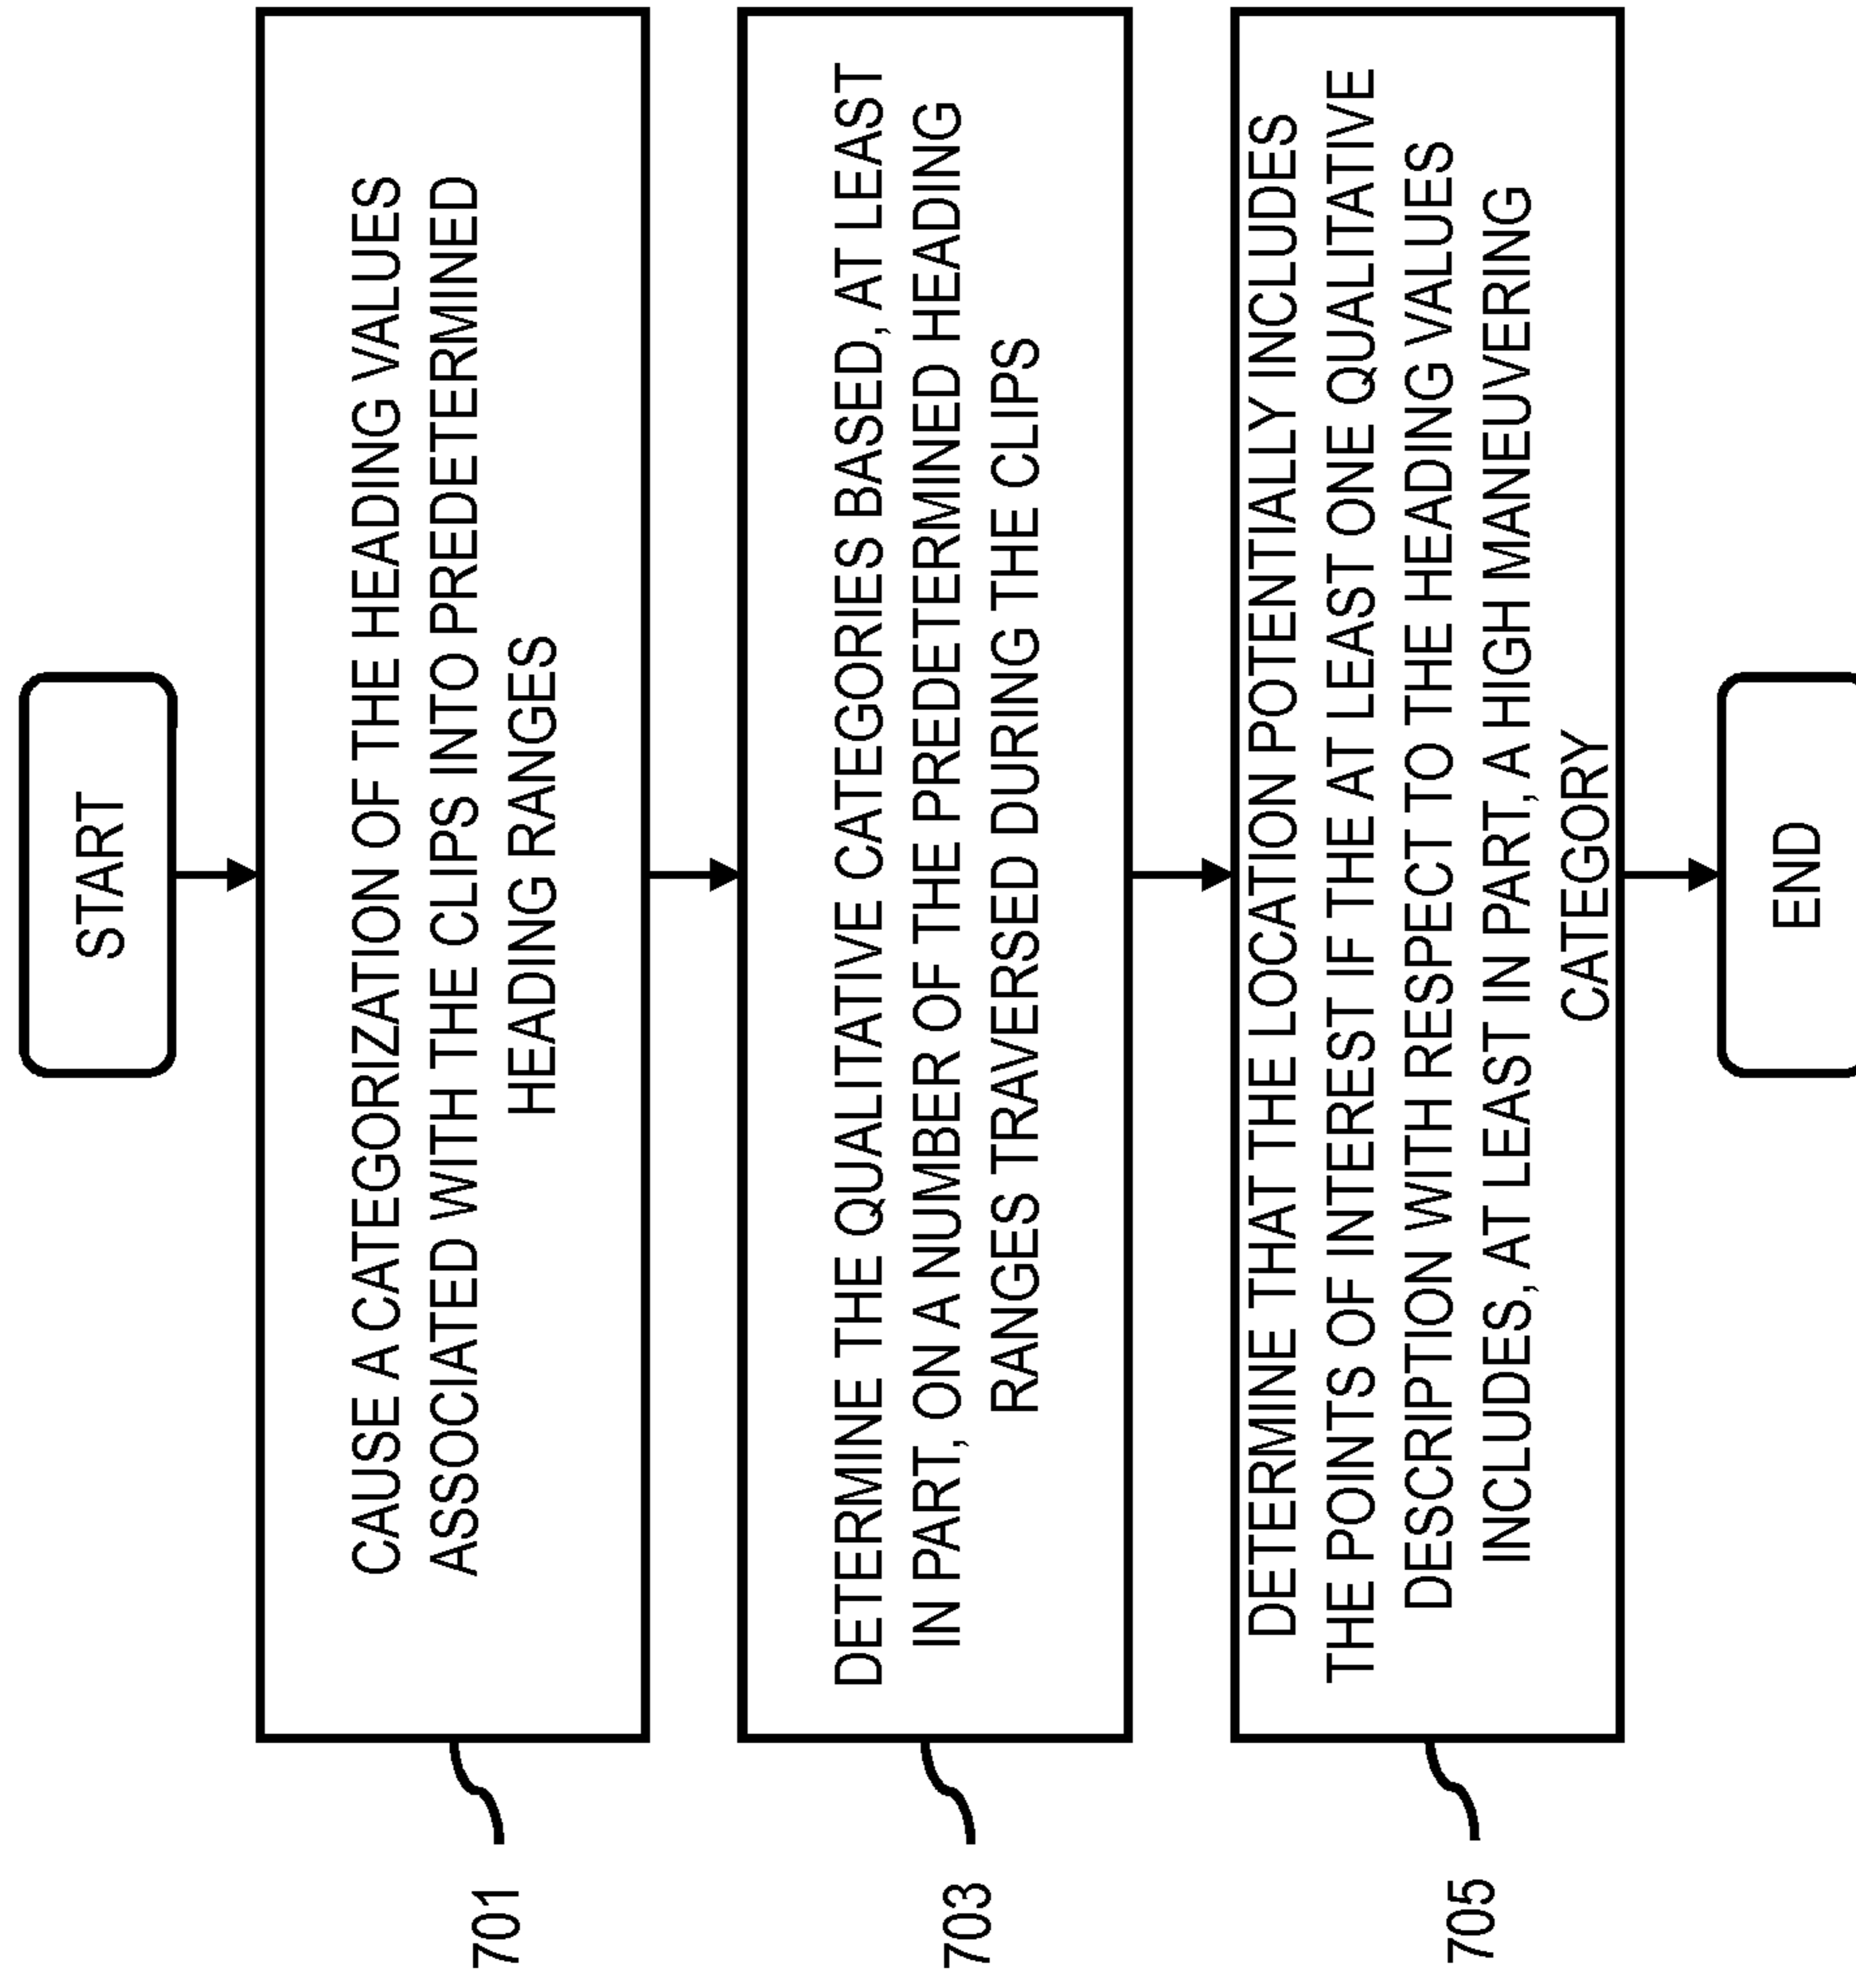 START
CAUSE A CATEGORIZATION OF THE HEADING VALUES
ASSOCIATED WITH THE CLIPS INTO PREDETERMINED
HEADING RANGES
701
DETERMINE THE QUALITATIVE CATEGORIES BASED, AT LEAST
IN PART, ON A NUMBER OF THE PREDETERMINED HEADING
RANGES TRAVERSED DURING THE CLIPS
703
DETERMINE THAT THE LOCATION POTENTIALLY INCLUDES
THE POINTS OF INTEREST IF THE AT LEAST ONE QUALITATIVE
DESCRIPTION WITH RESPECT TO THE HEADING VALUES
INCLUDES, AT LEAST IN PART, A HIGH MANEUVERING
CATEGORY
705
END